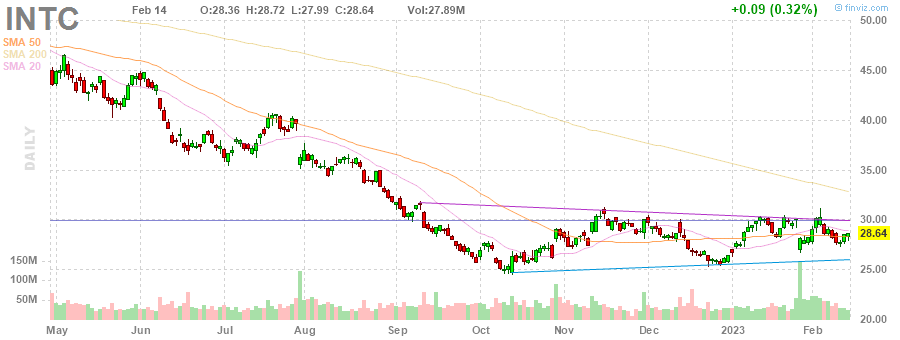 INTC
Feb 14 O:28.36 H:28.72 L:27.99 C:28.64 Vol:27.89M +0.09 (0.32%)
© finviz.com
SMA 50
SMA 200
SMA 20
DAILY
50.00
45.00
40.00
35.00
30.00
28.64
25.00
20.00
150M
100M
50M
May Jun Jul Aug Sep Oct Nov Dec 2023 Feb